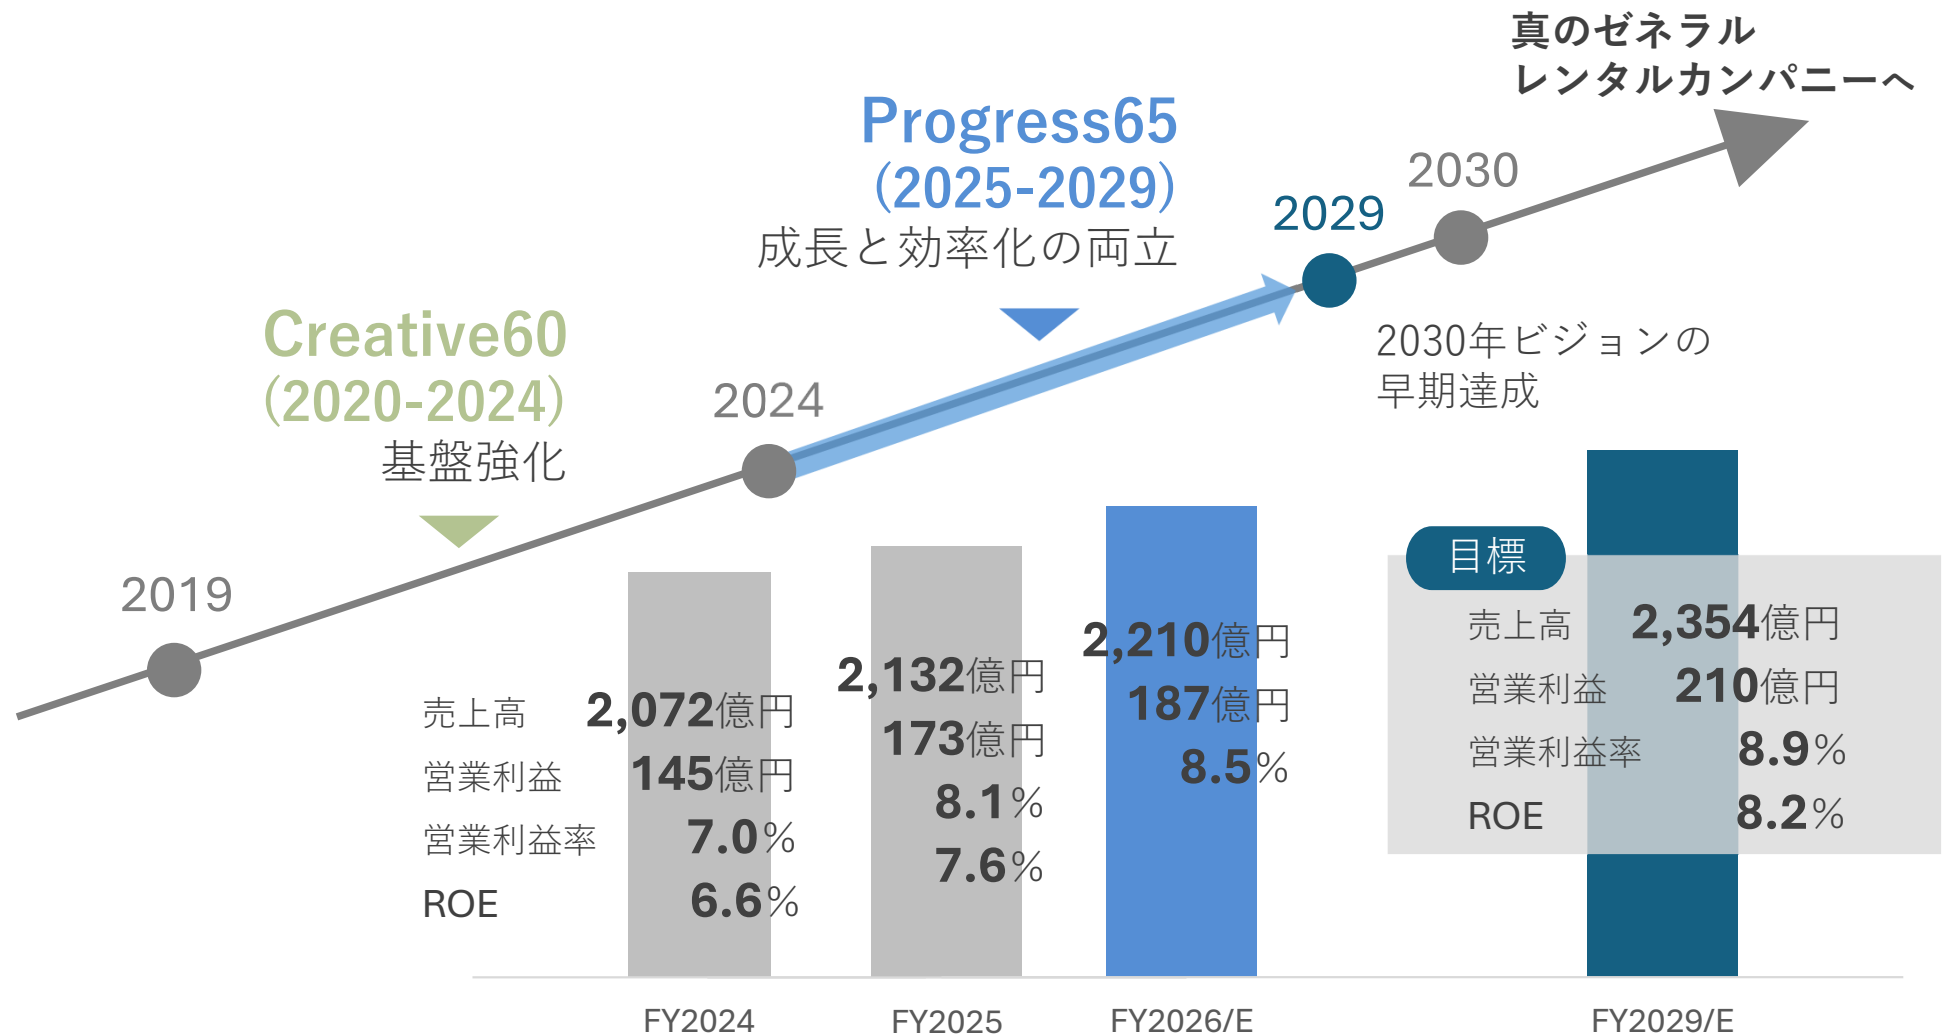 真のゼネラル
レンタルカンパニーへ
Progress65
(2025-2029)
成長と効率化の両立
2029
2030
2030年ビジョンの
早期達成
Creative60
(2020-2024)
基盤強化
2024
2019
売上高 2,072億円
営業利益 145億円
営業利益率 7.0%
ROE 6.6%
2,132億円
173億円
8.1%
7.6%
2,210億円
187億円
8.5%
目標
売上高 2,354億円
営業利益 210億円
営業利益率 8.9%
ROE 8.2%
FY2024 FY2025 FY2026/E FY2029/E